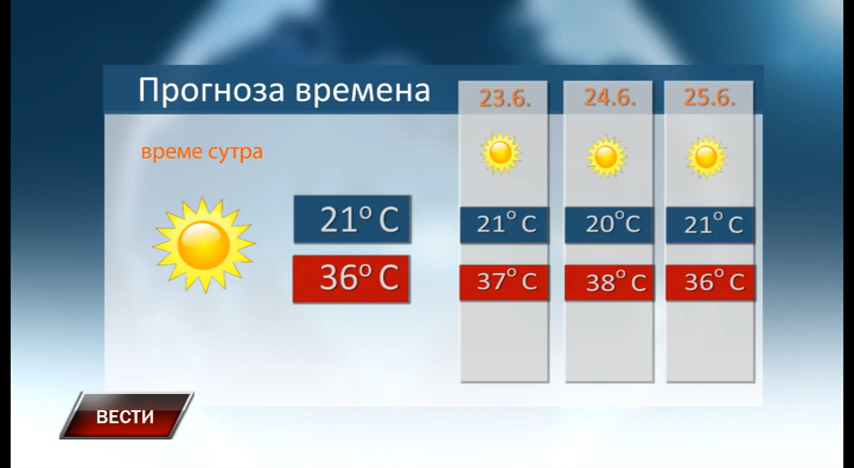 Прогноза времена
време сутра
21° C
36° C
23.6.
21° C
37° C
24.6.
20°C
38° C
25.6.
21° C
36° C
ВЕСТИ